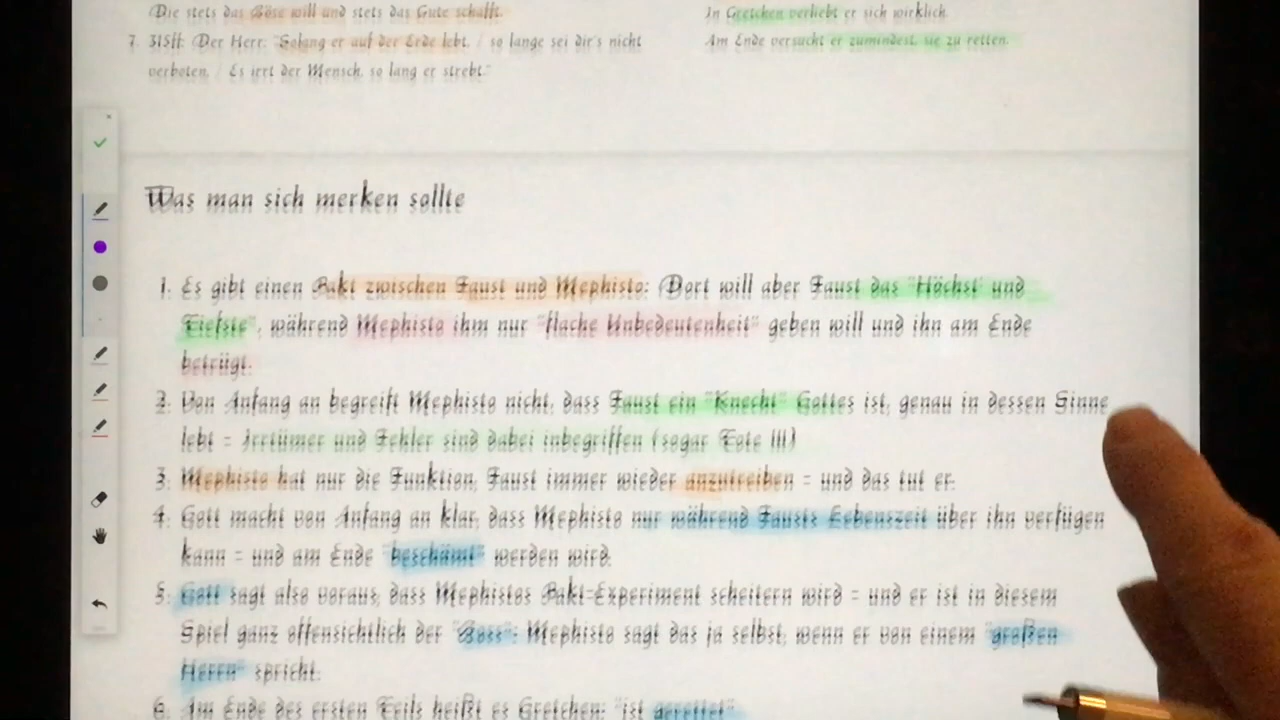 Die stets das Böse will und stets das Gute schafft.
7. 315ff: Der Herr: "Solang er auf der Erde lebt, / so lange sei dir's nicht
verboten, / Es irrt der Mensch, so lang er strebt."
In Gretchen verliebt er sich wirklich.
Am Ende versucht er zumindest, sie zu retten.
Was man sich merken sollte
1. Es gibt einen Pakt zwischen Faust und Mephisto: Dort will aber Faust das "Höchst' und
Tiefste", während Mephisto ihm nur "flache Unbedeutenheit" geben will und ihn am Ende
betrügt.
2. Von Anfang an begreift Mephisto nicht, dass Faust ein "Knecht" Gottes ist, genau in dessen Sinne
lebt - Irrtümer und Fehler sind dabei inbegriffen (sogar Tote !!!)
3. Mephisto hat nur die Funktion, Faust immer wieder anzutreiben - und das tut er.
4. Gott macht von Anfang an klar, dass Mephisto nur während Fausts Lebenszeit über ihn verfügen
kann - und am Ende "beschämt" werden wird.
5. Gott sagt also voraus, dass Mephistos Pakt-Experiment scheitern wird - und er ist in diesem
Spiel ganz offensichtlich der "Boss": Mephisto sagt das ja selbst, wenn er von einem "großen
Herrn" spricht.
6. Am Ende des ersten Teils heißt es Gretchen: "ist gerettet"